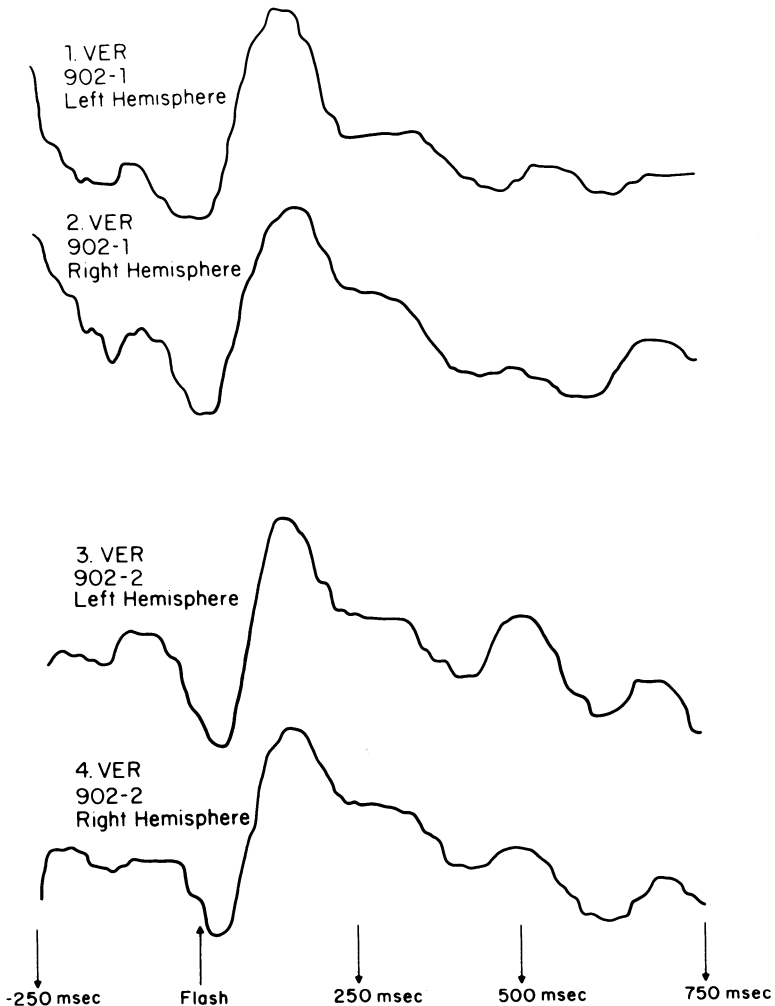 1. VER
902-1
Left Hemisphere
2. VER
902-1
Right Hemisphere
3. VER
902-2
Left Hemisphere
4. VER
902-2
Right Hemisphere
-250 msec Flash 250 msec 500 msec 750 msec